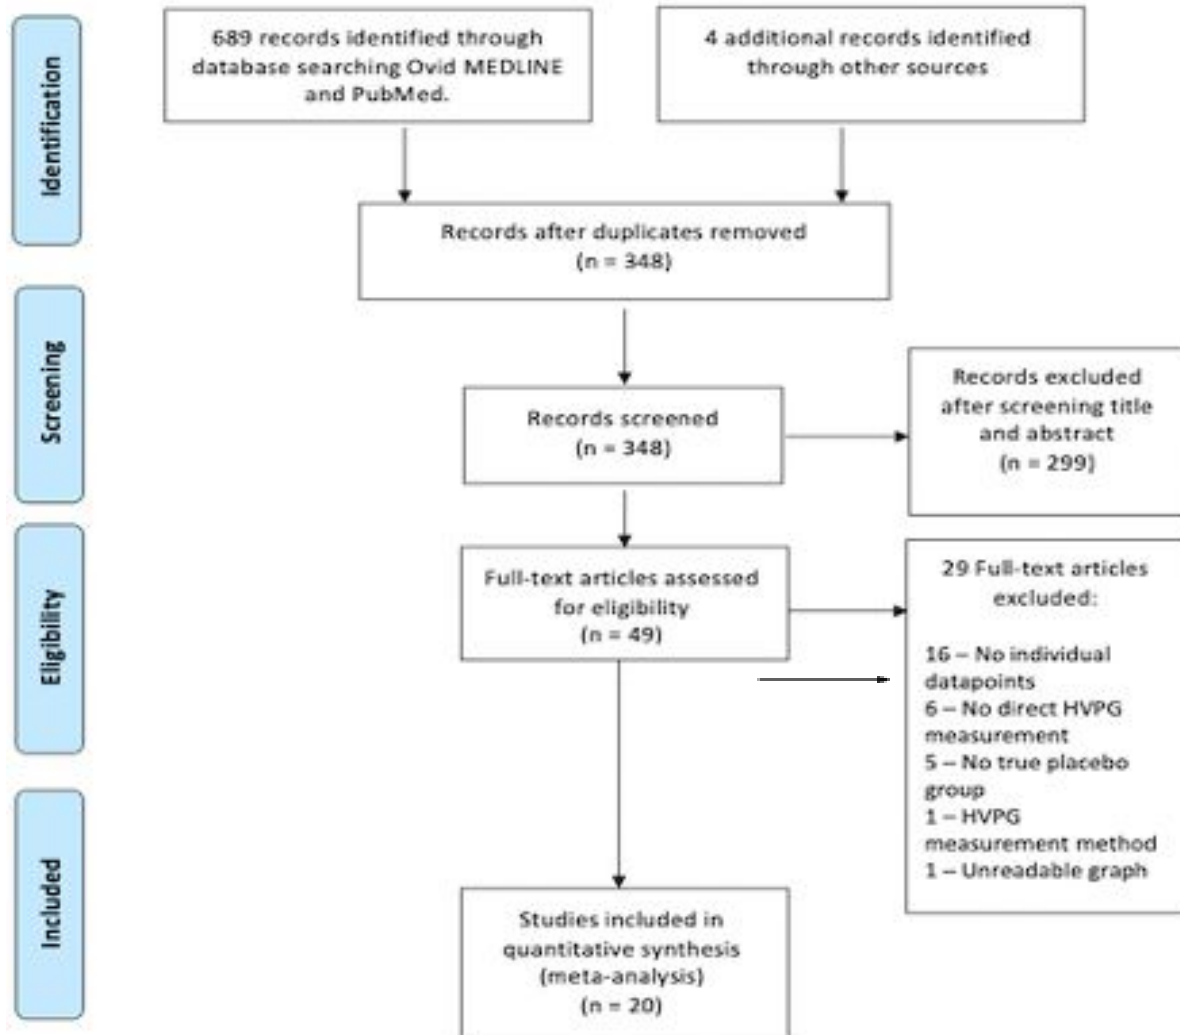 Identification
689 records identified through
database searching Ovid MEDLINE
and PubMed.
4 additional records identified
through other sources
Records after duplicates removed
(n = 348)
Screening
Records screened
(n = 348)
Records excluded
after screening title
and abstract
(n = 299)
Eligibility
Full-text articles assessed
for eligibility
(n = 49)
29 Full-text articles
excluded:
16 – No individual
datapoints
6 – No direct HVPG
measurement
5 – No true placebo
group
1 – HVPG
measurement method
1 – Unreadable graph
Included
Studies included in
quantitative synthesis
(meta-analysis)
(n = 20)